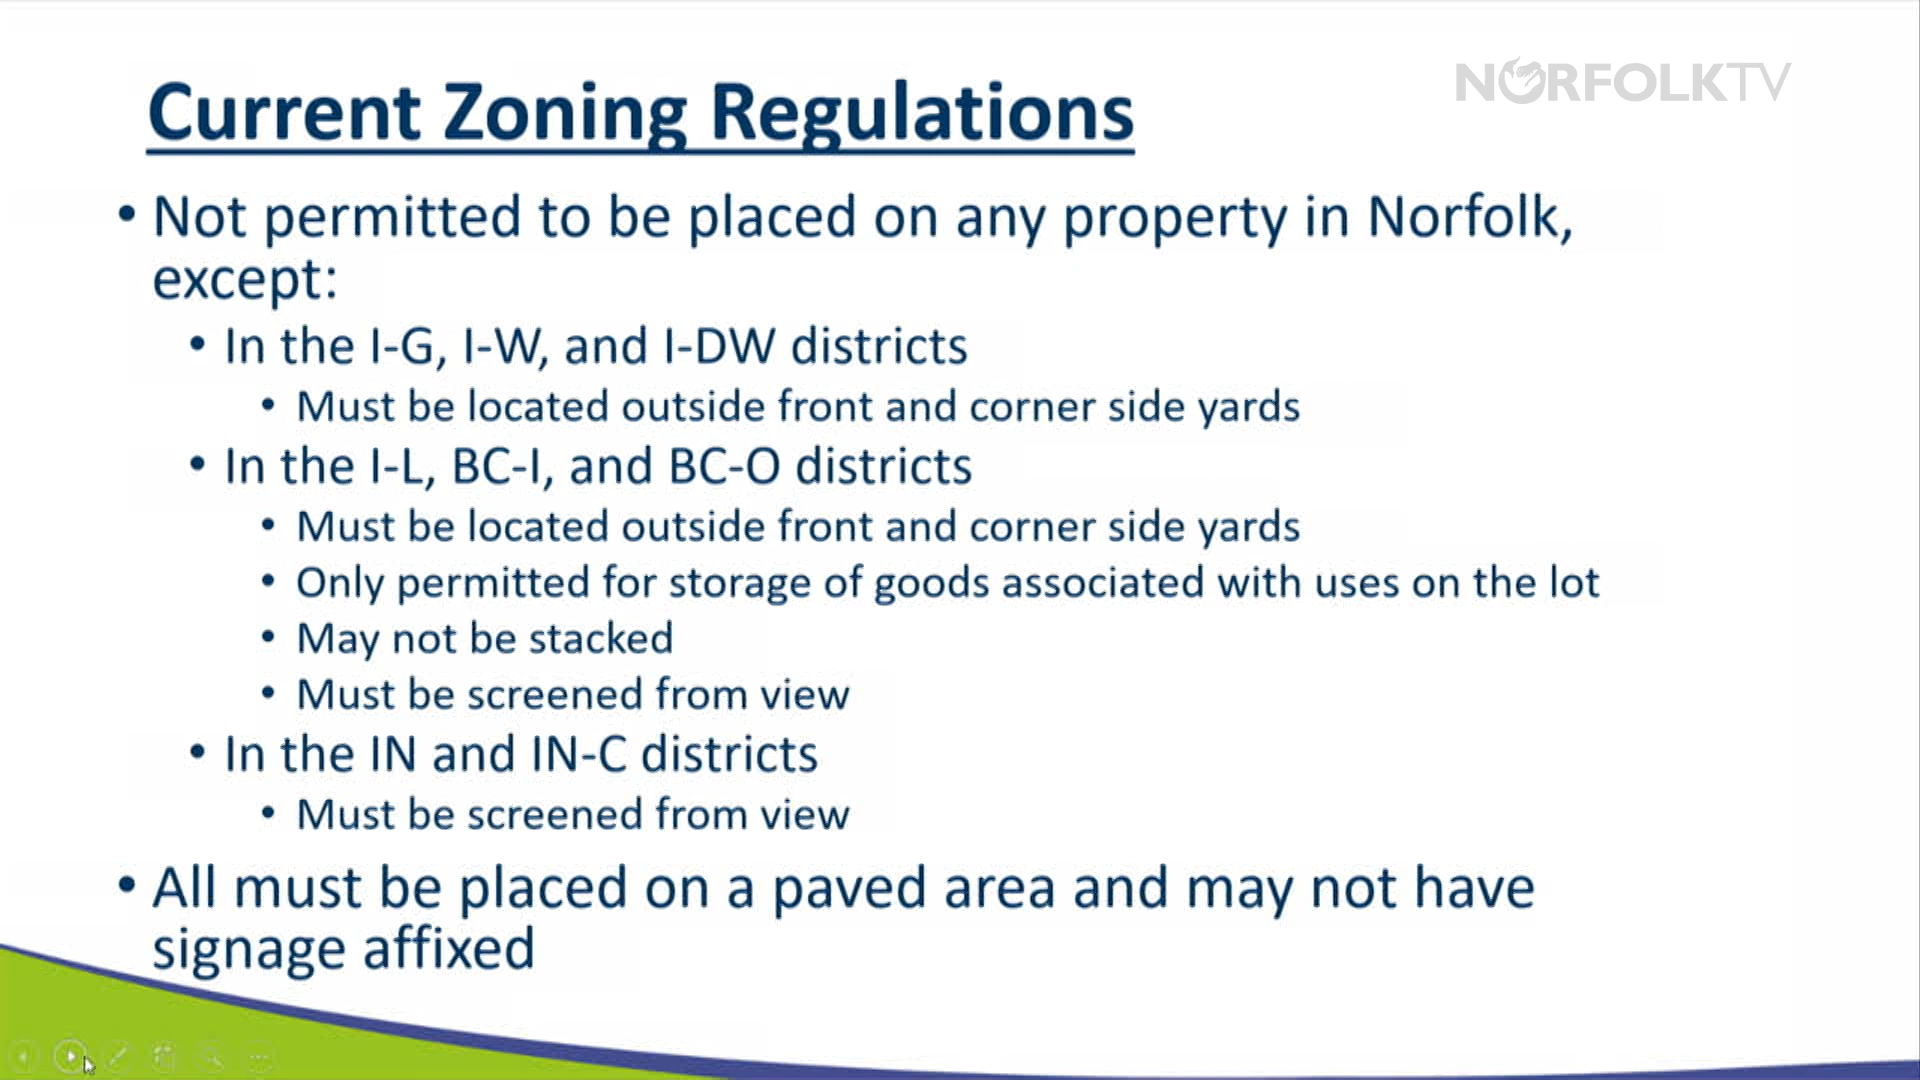 NORFOLKTV
Current Zoning Regulations
• Not permitted to be placed on any property in Norfolk,
except:
• In the I-G, I-W, and I-DW districts
• Must be located outside front and corner side yards
• In the I-L, BC-I, and BC-O districts
• Must be located outside front and corner side yards
• Only permitted for storage of goods associated with uses on the lot
• May not be stacked
• Must be screened from view
• In the IN and IN-C districts
• Must be screened from view
• All must be placed on a paved area and may not have
signage affixed